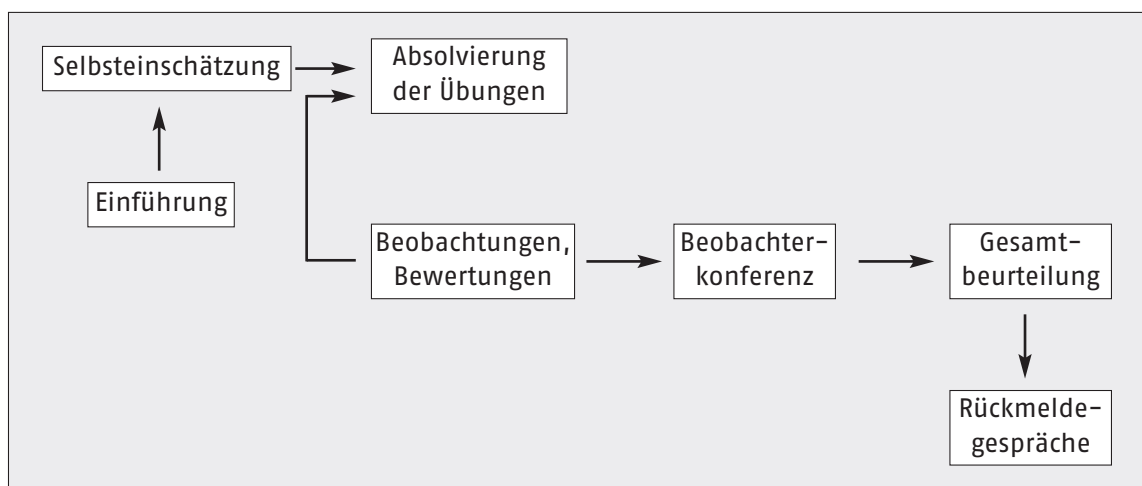 Selbsteinschätzung
Absolvierung
der Übungen
Einführung
Beobachtungen,
Bewertungen
Beobachter-
konferenz
Gesamt-
beurteilung
Rückmelde-
gespräche